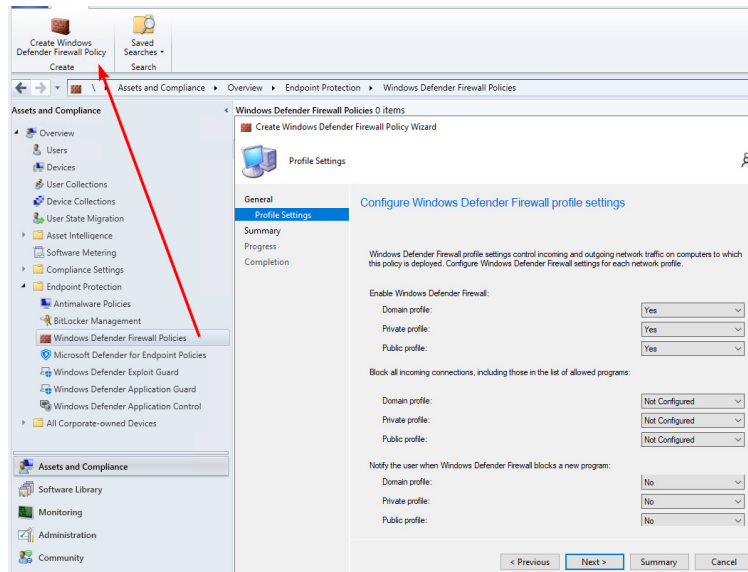 Create Windows
Defender Firewall Policy
Saved
Searches
Create
Search
\ Assets and Compliance Overview Endpoint Protection Windows Defender Firewall Policies
Assets and Compliance
Overview
Users
Devices
User Collections
Device Collections
User State Migration
Asset Intelligence
Software Metering
Compliance Settings
Endpoint Protection
Antimalware Policies
BitLocker Management
Windows Defender Firewall Policies
Microsoft Defender for Endpoint Policies
Windows Defender Exploit Guard
Windows Defender Application Guard
Windows Defender Application Control
All Corporate-owned Devices
Assets and Compliance
Software Library
Monitoring
Administration
Community
Windows Defender Firewall Policies 0 items
Create Windows Defender Firewall Policy Wizard
Profile Settings
General
Profile Settings
Summary
Progress
Completion
Configure Windows Defender Firewall profile settings
Windows Defender Firewall profile settings control incoming and outgoing network traffic on computers to which
this policy is deployed. Configure Windows Defender Firewall settings for each network profile.
Enable Windows Defender Firewall:
Domain profile: Yes
Private profile: Yes
Public profile: Yes
Block all incoming connections, including those in the list of allowed programs:
Domain profile: Not Configured
Private profile: Not Configured
Public profile: Not Configured
Notify the user when Windows Defender Firewall blocks a new program:
Domain profile: No
Private profile: No
Public profile: No
< Previous Next > Summary Cancel